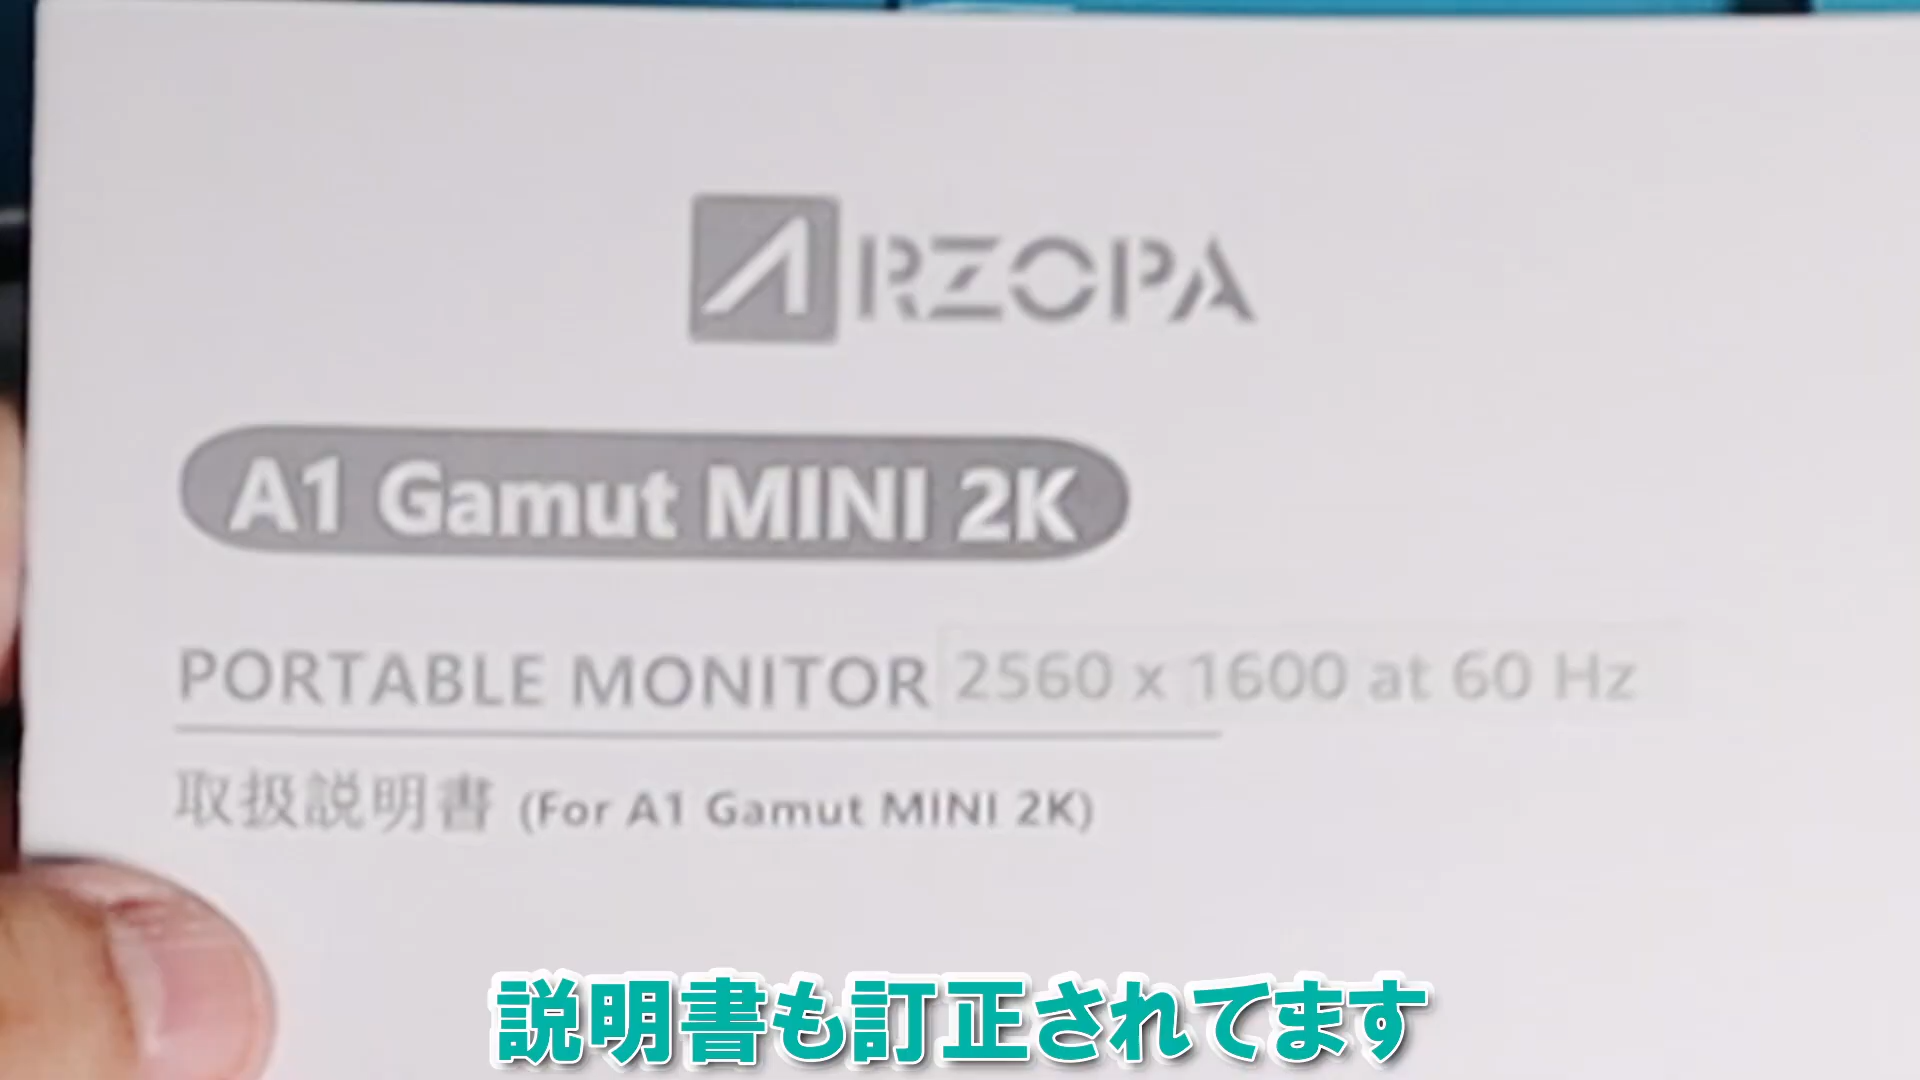 ARZOPA
A1 Gamut MINI 2K
PORTABLE MONITOR 2560 x 1600 at 60 Hz
取扱説明書 (For A1 Gamut MINI 2K)
説明書も訂正されてます